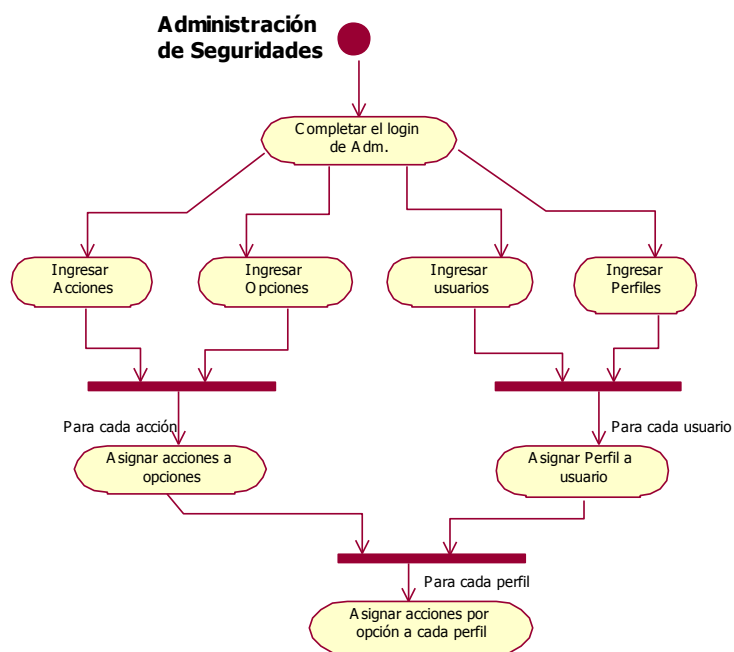 Administración
de Seguridades
Completar el login
de Adm.
Ingresar
Acciones
Ingresar
Opciones
Ingresar
usuarios
Ingresar
Perfiles
Para cada acción
Para cada usuario
Asignar acciones a
opciones
Asignar Perfil a
usuario
Para cada perfil
Asignar acciones por
opción a cada perfil